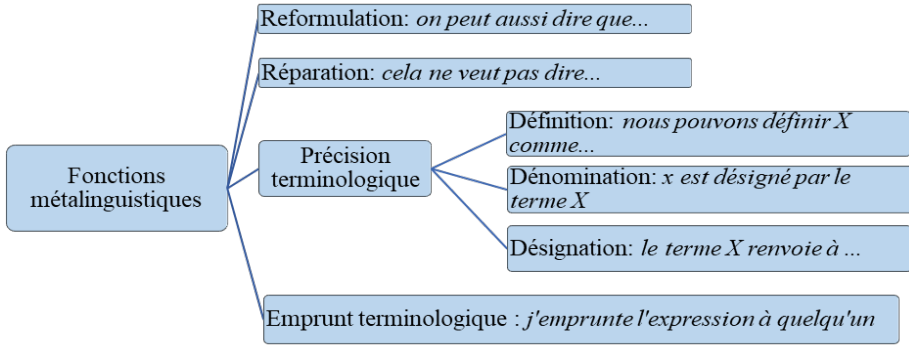 Reformulation: on peut aussi dire que...
Réparation: cela ne veut pas dire...
Fonctions
métalinguistiques
Précision
terminologique
Définition: nous pouvons définir X
comme...
Dénomination: x est désigné par le
terme X
Désignation: le terme X renvoie à ...
Emprunt terminologique : j'emprunte l'expression à quelqu'un